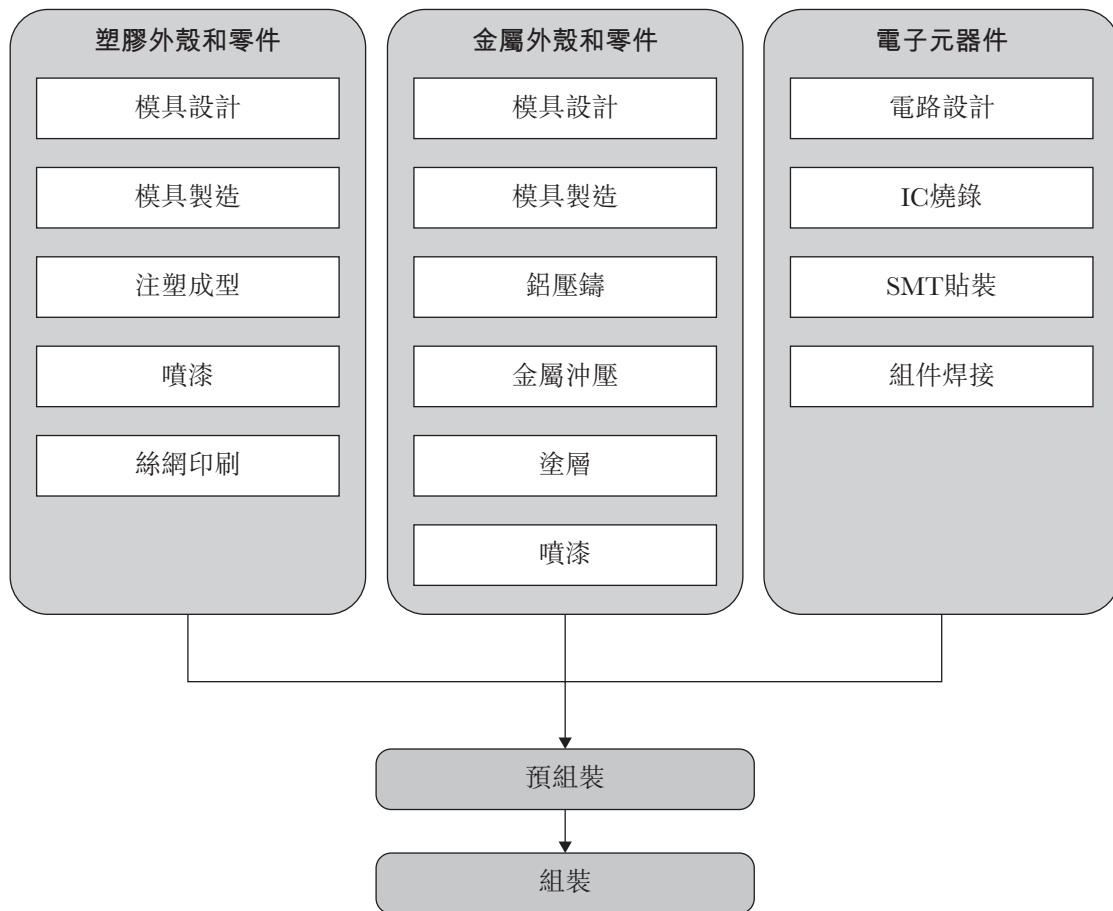 塑膠外殼和零件
模具設計
模具製造
注塑成型
噴漆
絲網印刷
金屬外殼和零件
模具設計
模具製造
鋁壓鑄
金屬沖壓
塗層
噴漆
電子元器件
電路設計
IC燒錄
SMT貼裝
組件焊接
預組裝
組裝